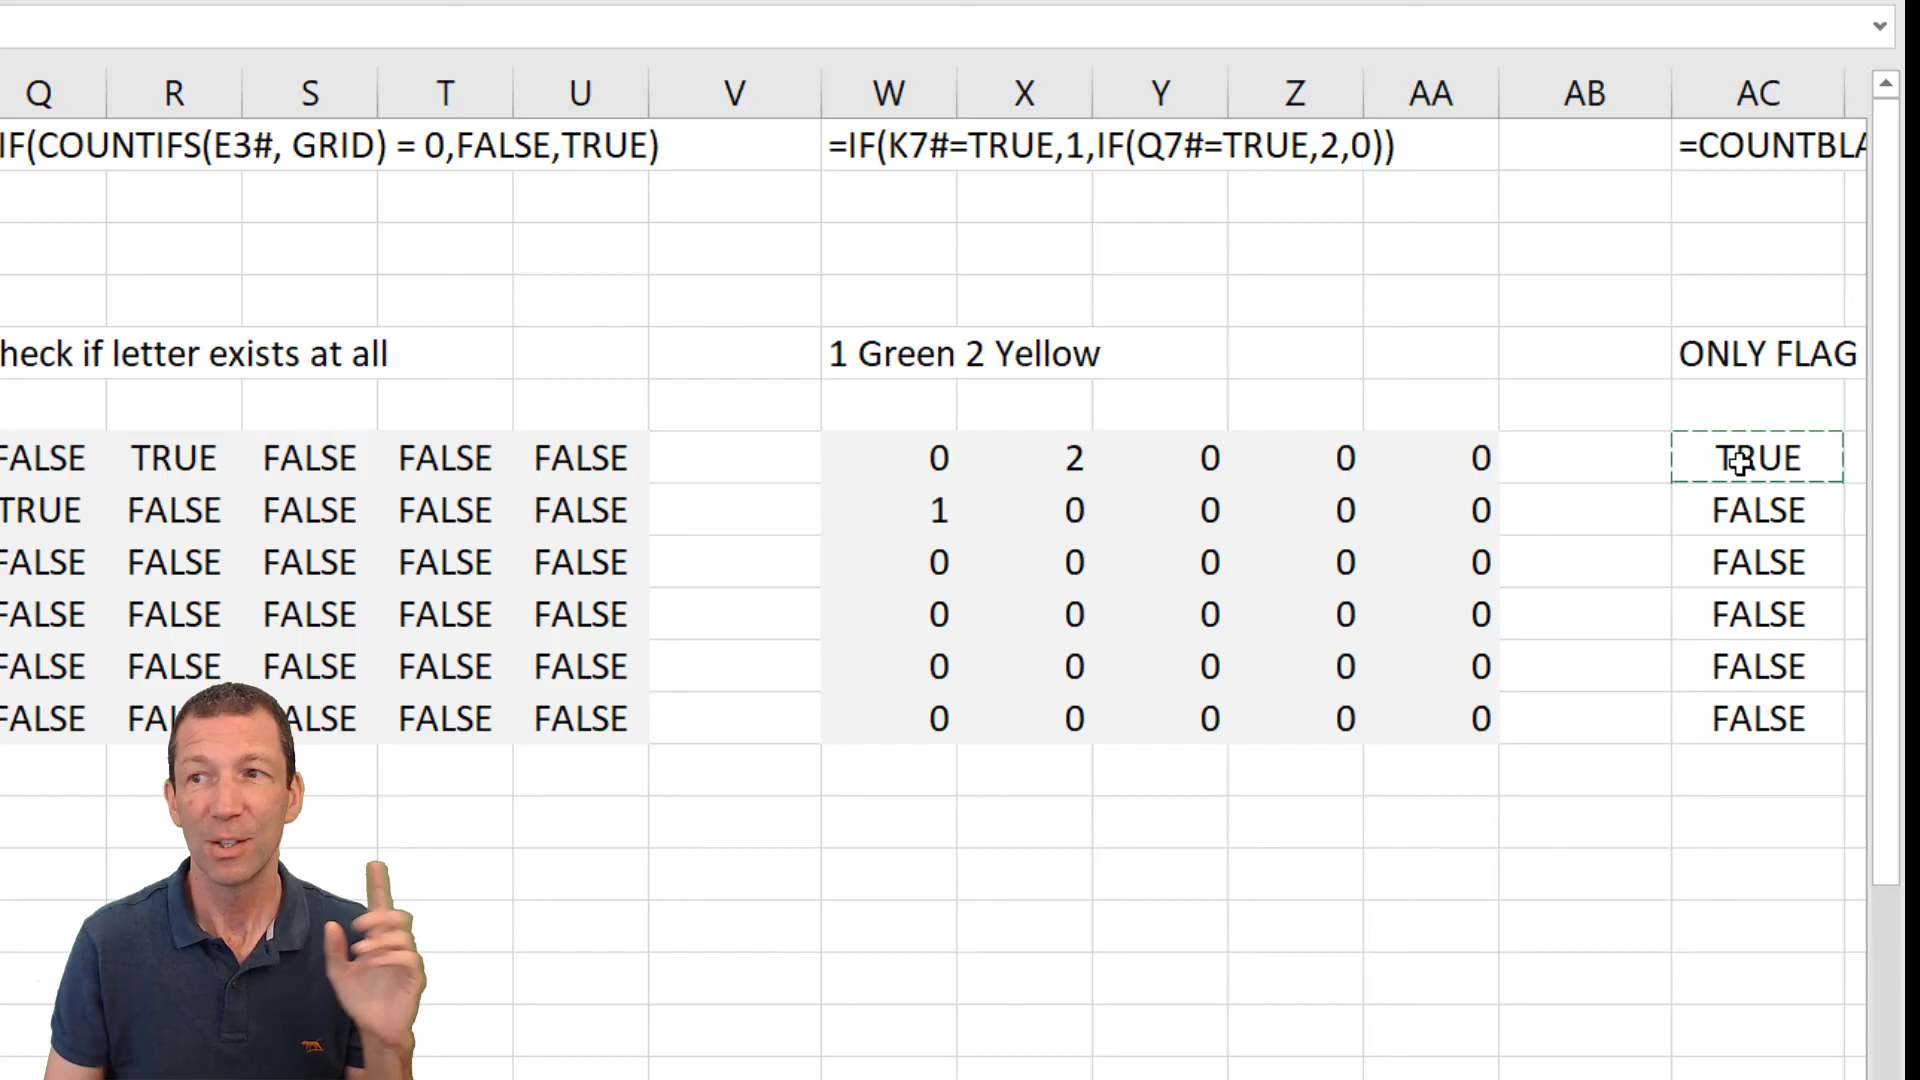 Q R S T U V W X Y Z AA AB AC
IF(COUNTIFS(E3#, GRID) = 0,FALSE,TRUE) =IF(K7#=TRUE,1,IF(Q7#=TRUE,2,0)) =COUNTBLA
heck if letter exists at all 1 Green 2 Yellow ONLY FLAG
FALSE TRUE FALSE FALSE FALSE 0 2 0 0 0 TRUE
TRUE FALSE FALSE FALSE FALSE 1 0 0 0 0 FALSE
FALSE FALSE FALSE FALSE FALSE 0 0 0 0 0 FALSE
FALSE FALSE FALSE FALSE FALSE 0 0 0 0 0 FALSE
FALSE FALSE FALSE FALSE FALSE 0 0 0 0 0 FALSE
FALSE FAL ALSE FALSE FALSE 0 0 0 0 0 FALSE